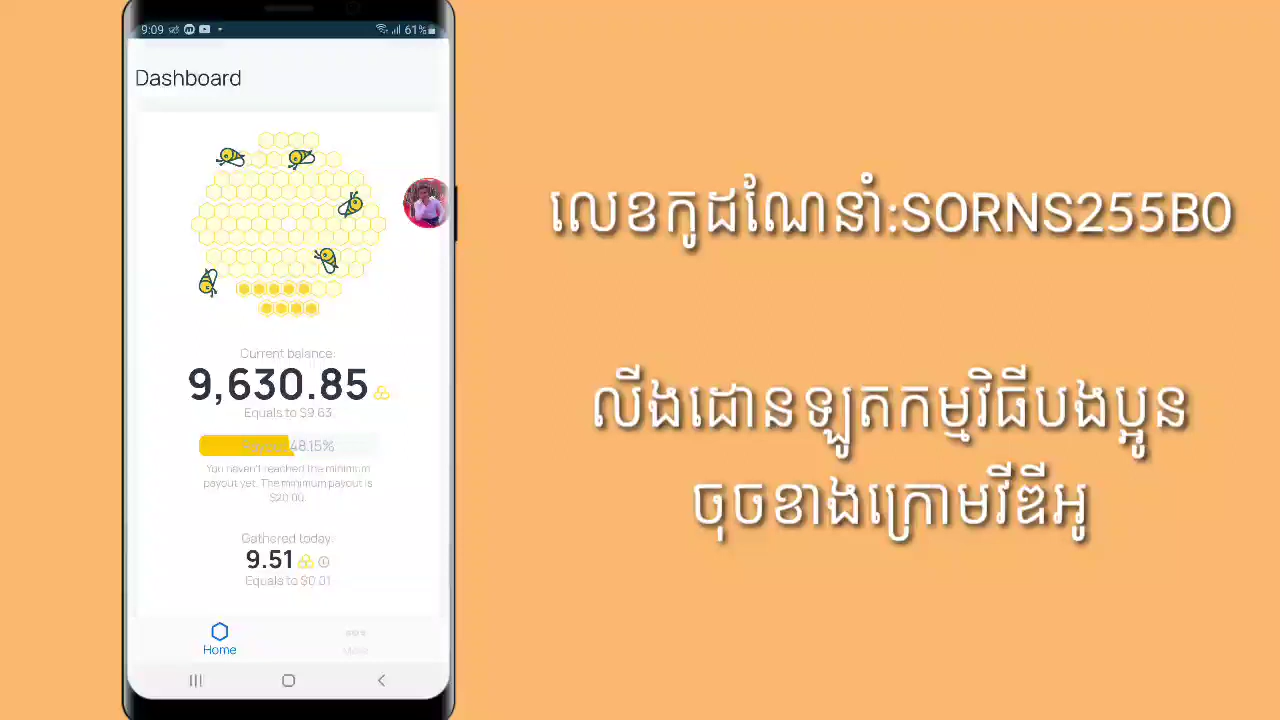 9:09
61%
Dashboard
Current balance:
9,630.85
Equals to $9.63
48.15%
You haven't reached the minimum
payout yet. The minimum payout is
$20.00.
Gathered today:
9.51
Equals to $0.01
Home
More
លេខកូដណែនាំ:SORNS255B0
លីងដោនឡូតកម្មវិធីបងប្អូន
ចុចខាងក្រោមវីឌីអូ